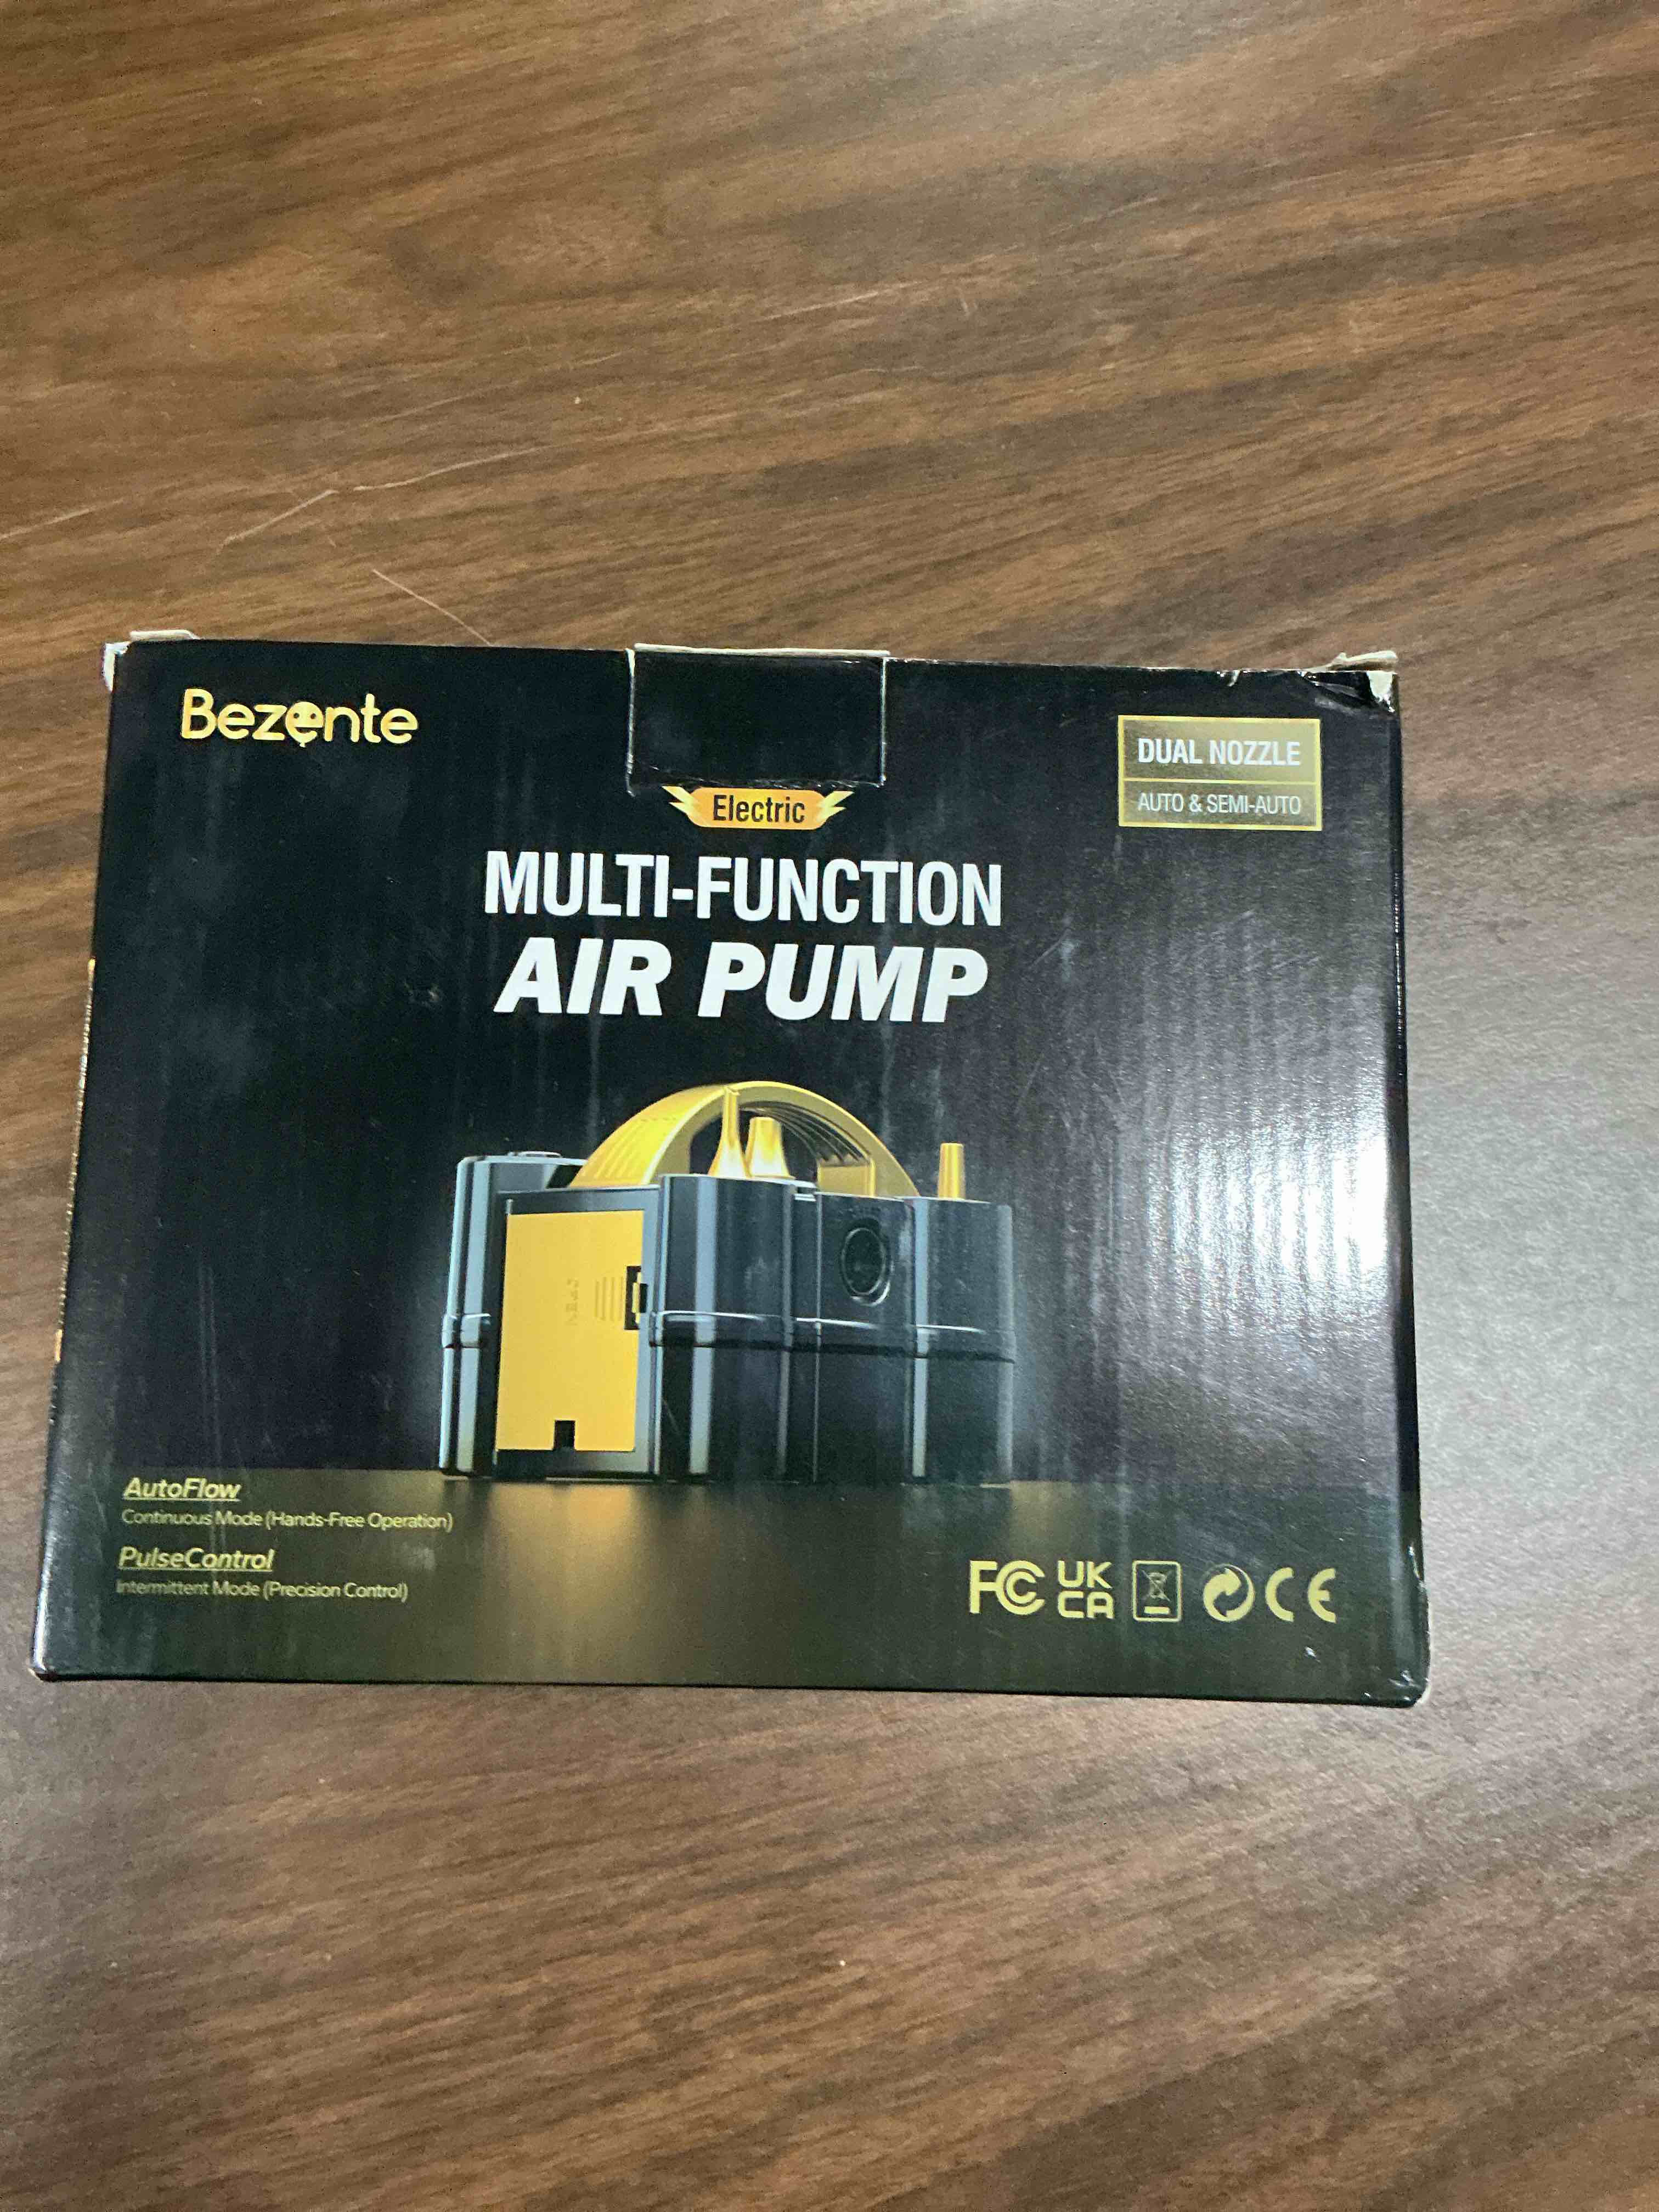 Bezente
DUAL NOZZLE
AUTO & SEMI-AUTO
Electric
MULTI-FUNCTION
AIR PUMP
AutoFlow
Continuous Mode (Hands-Free Operation)
PulseControl
Intermittent Mode (Precision Control)
FC UK CA CE